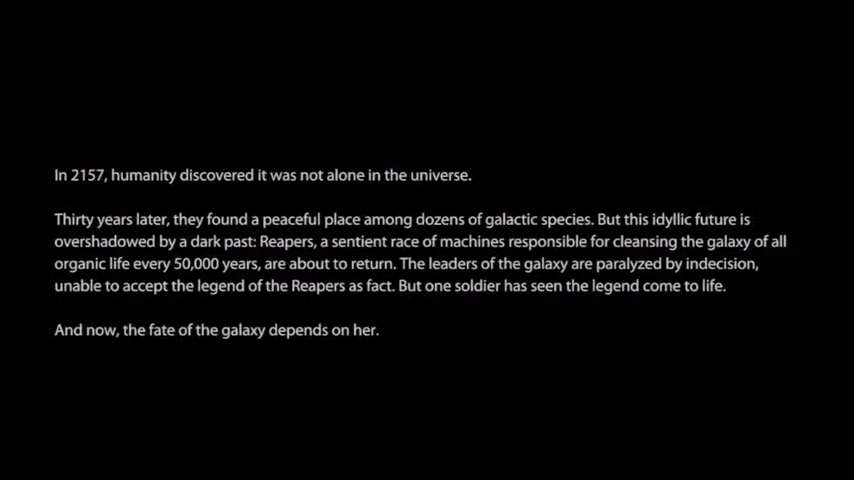 In 2157, humanity discovered it was not alone in the universe.
Thirty years later, they found a peaceful place among dozens of galactic species. But this idyllic future is
overshadowed by a dark past: Reapers, a sentient race of machines responsible for cleansing the galaxy of all
organic life every 50,000 years, are about to return. The leaders of the galaxy are paralyzed by indecision,
unable to accept the legend of the Reapers as fact. But one soldier has seen the legend come to life.
And now, the fate of the galaxy depends on her.